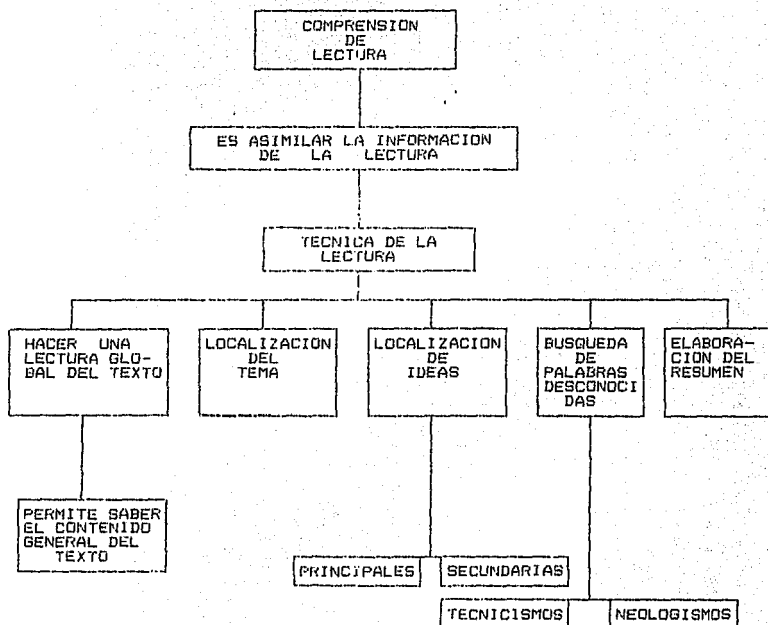 COMPRENSION
DE
LECTURA
ES ASIMILAR LA INFORMACION
DE LA LECTURA
TECNICA DE LA
LECTURA
HACER UNA
LECTURA GLO-
BAL DEL TEXTO
LOCALIZACION
DEL
TEMA
LOCALIZACION
DE
IDEAS
BUSQUEDA
DE
PALABRAS
DESCONOCI
DAS
ELABORA-
CION DEL
RESUMEN
PERMITE SABER
EL CONTENIDO
GENERAL DEL
TEXTO
PRINCIPALES
SECUNDARIAS
TECNICISMOS
NEOLOGISMOS